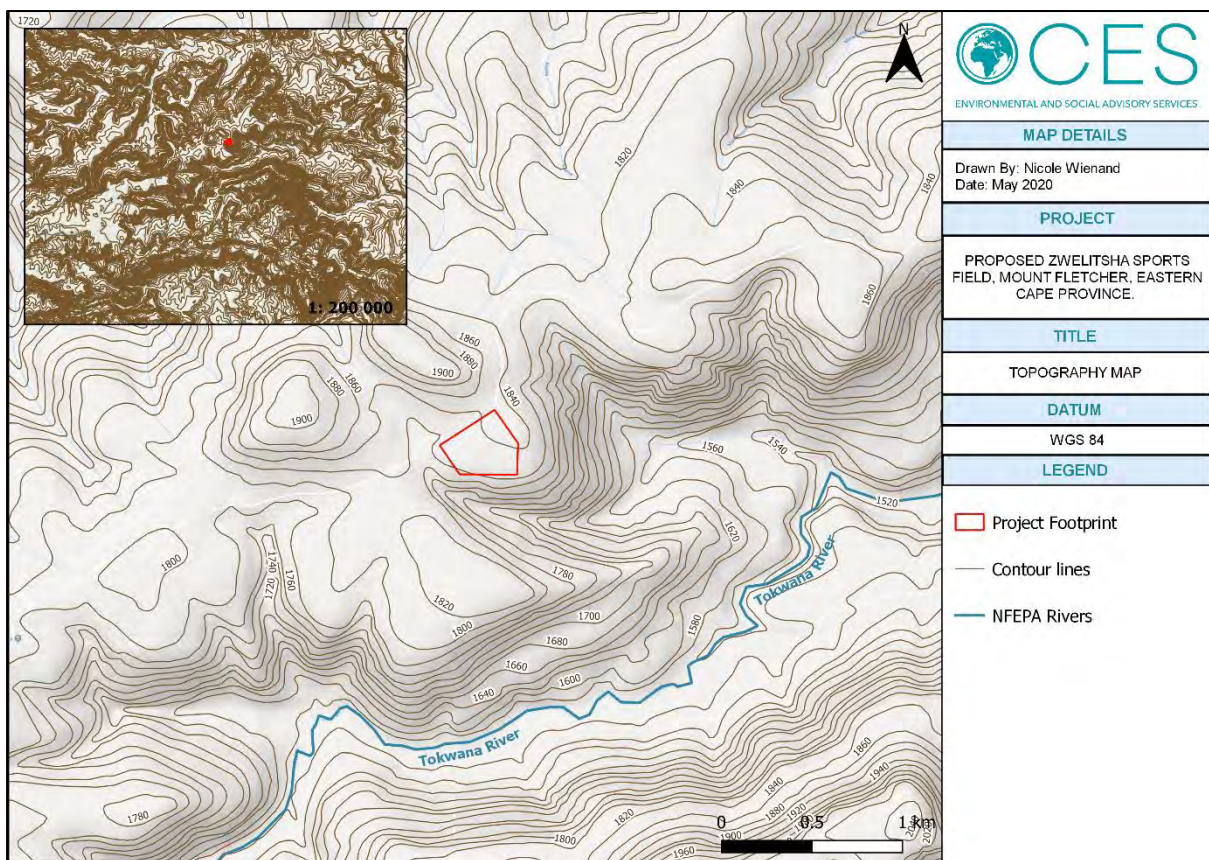 1720
1: 200 000
N
1820
1840
1840
1860
1860
1880
1900
1840
1880
1860
1900
1560
1540
1520
1620
1740
1720
1760
1800
1780
1820
1800
1700
1680
1660
1640
1600
1580
Tokwana River
Tokwana River
1780
1800
1820
1840
1860
1880
1900
1920
1940
1960
0 0.5 1 km
CES
ENVIRONMENTAL AND SOCIAL ADVISORY SERVICES
MAP DETAILS
Drawn By: Nicole Wienand
Date: May 2020
PROJECT
PROPOSED ZWELITSHA SPORTS
FIELD, MOUNT FLETCHER, EASTERN
CAPE PROVINCE.
TITLE
TOPOGRAPHY MAP
DATUM
WGS 84
LEGEND
Project Footprint
Contour lines
NFEPA Rivers